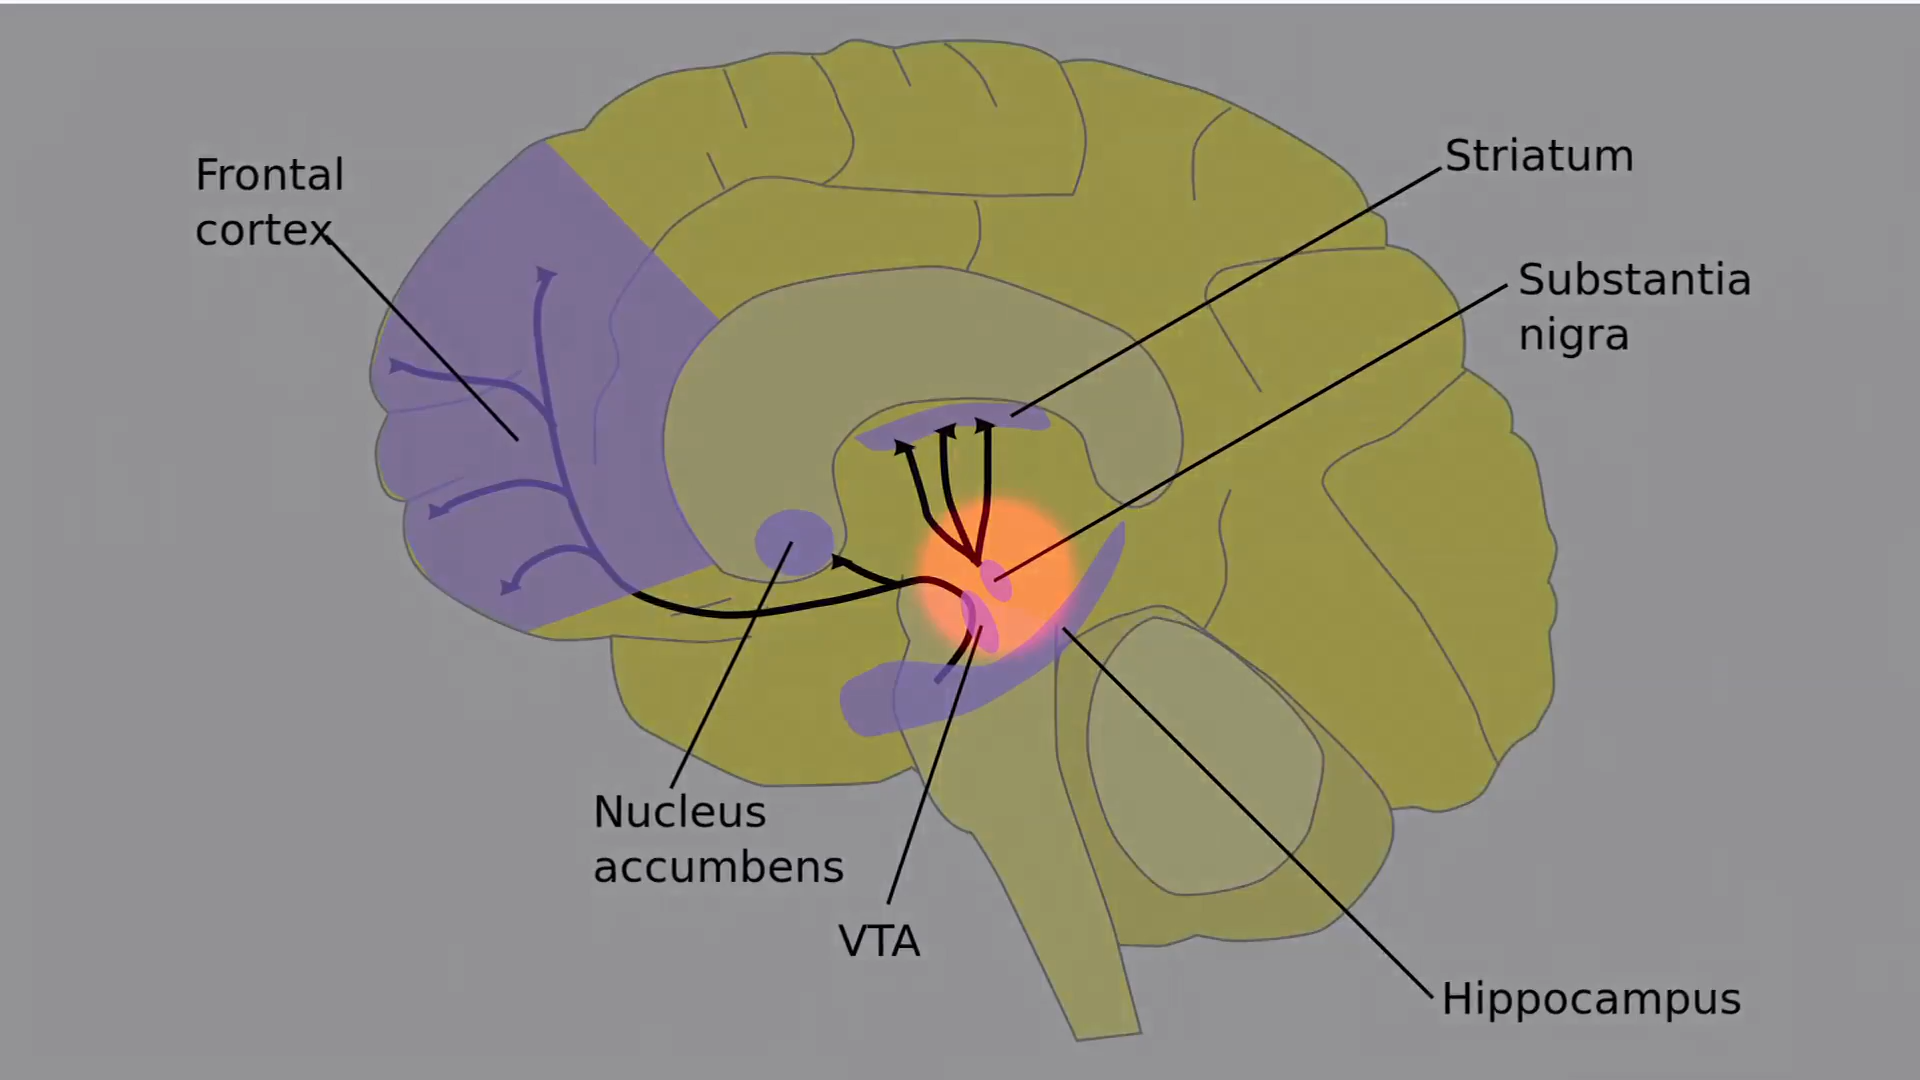 Frontal
cortex
Striatum
Substantia
nigra
Nucleus
accumbens
VTA
Hippocampus